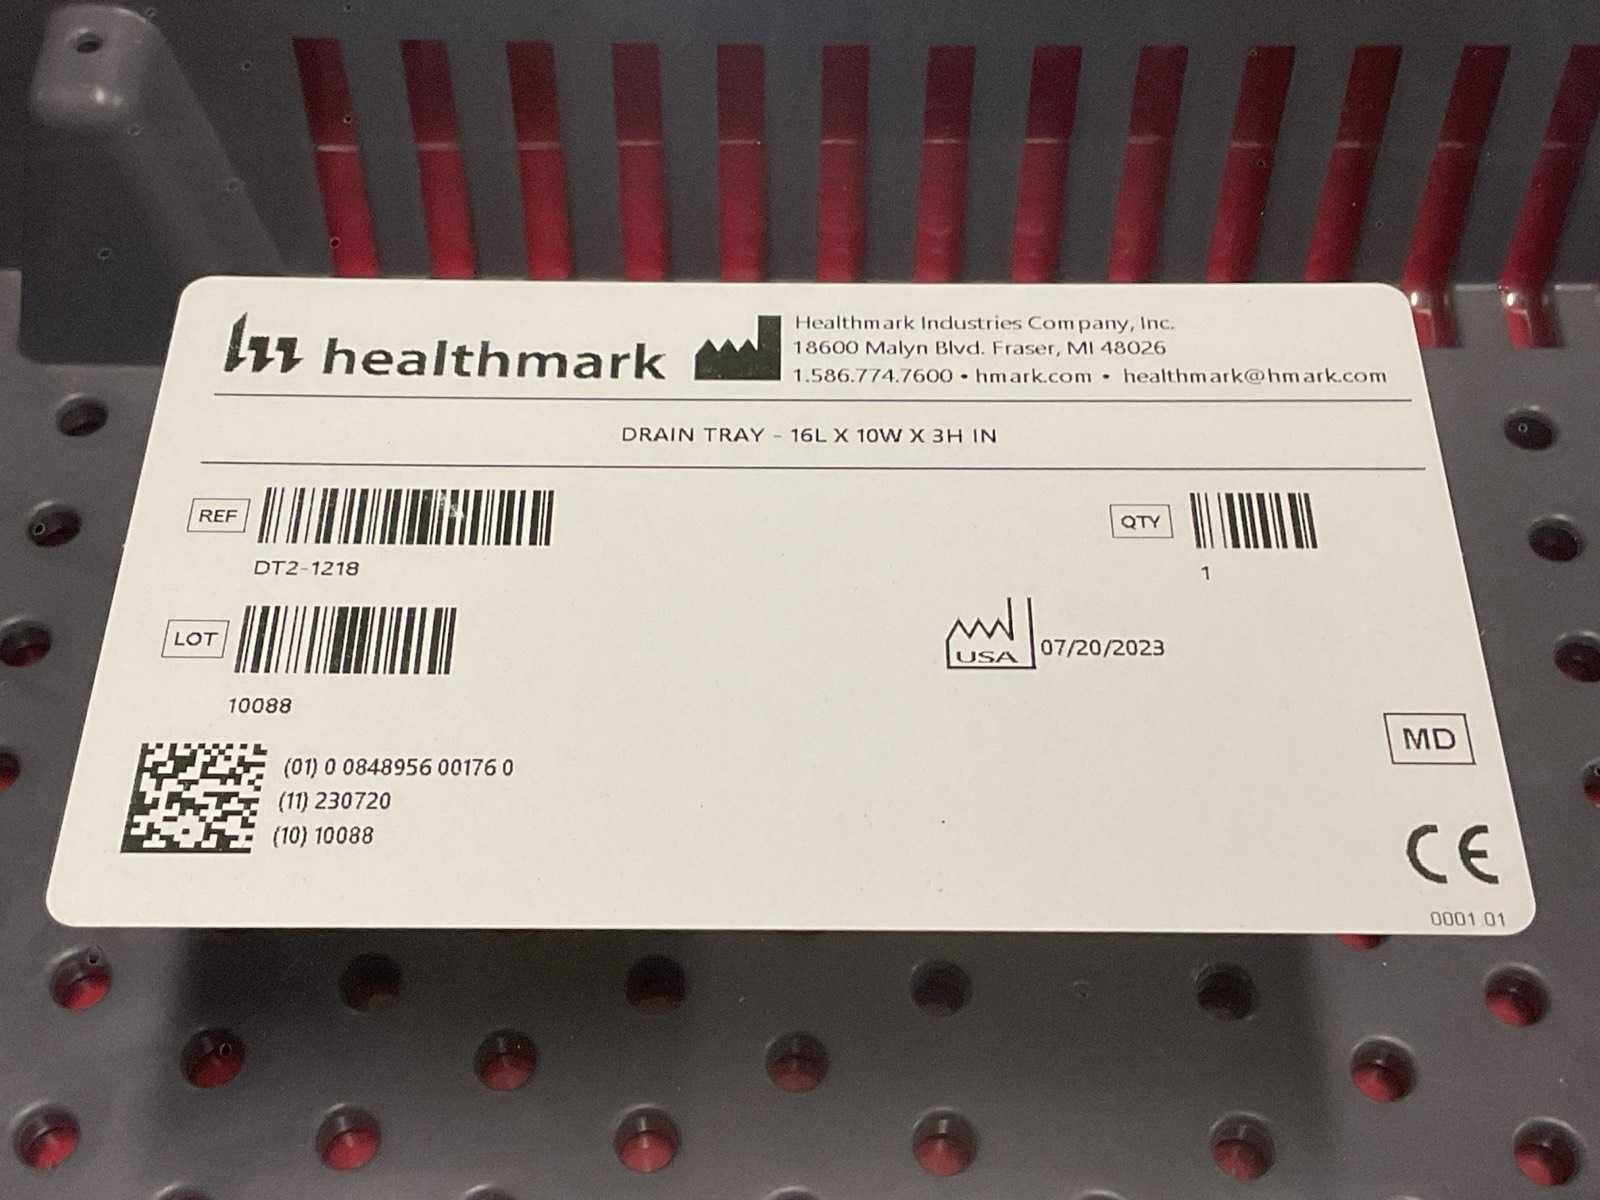 healthmark
Healthmark Industries Company, Inc.
18600 Malyn Blvd. Fraser, MI 48026
1.586.774.7600 • hmark.com • healthmark@hmark.com
DRAIN TRAY - 16L X 10W X 3H IN
REF
DT2-1218
QTY
1
LOT
10088
USA
07/20/2023
(01) 0 0848956 00176 0
(11) 230720
(10) 10088
MD
CE
0001.01